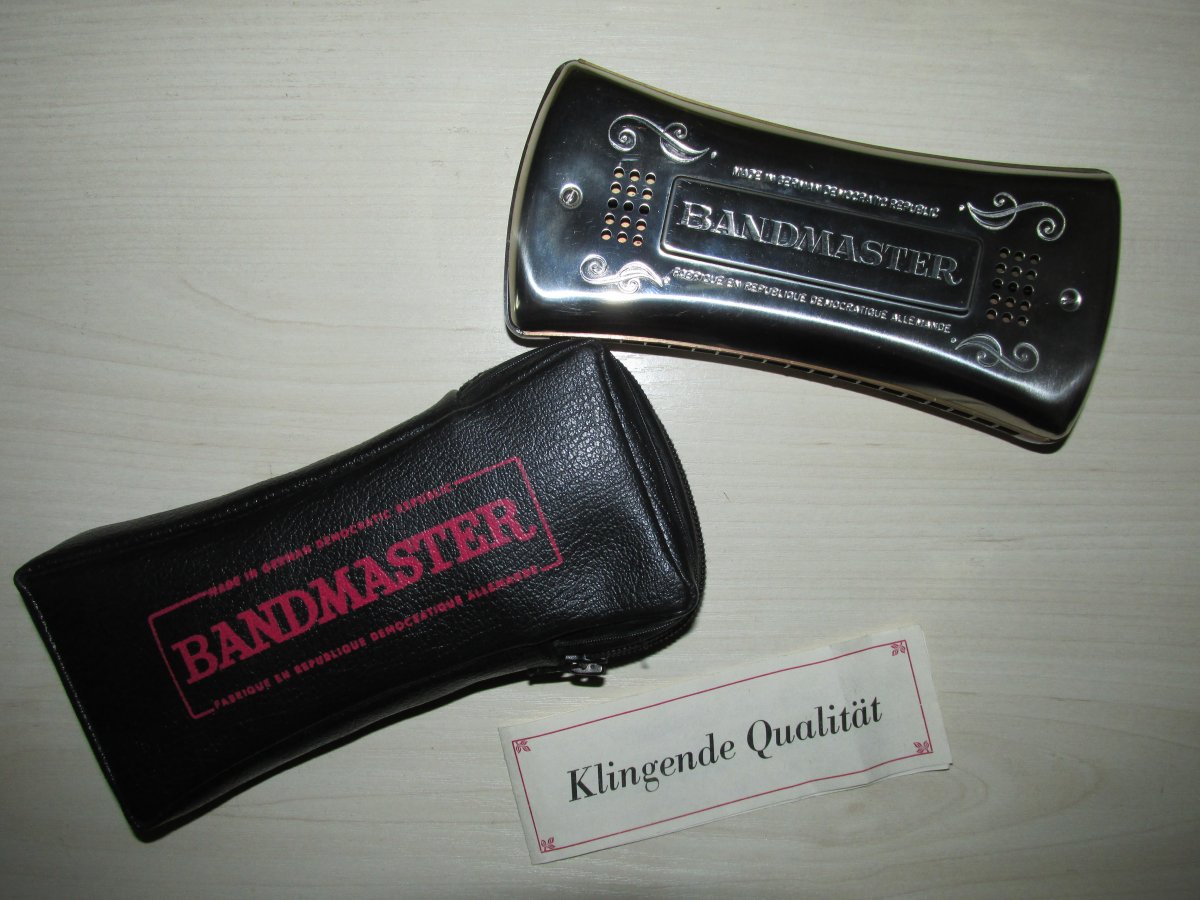 MADE IN GERMAN DEMOCRATIC REPUBLIC
BANDMASTER
FABRIQUE EN REPUBLIQUE DEMOCRATIQUE ALLEMANDE
MADE IN GERMAN DEMOCRATIC REPUBLIC
BANDMASTER
FABRIQUE EN REPUBLIQUE DEMOCRATIQUE ALLEMANDE
Klingende Qualität